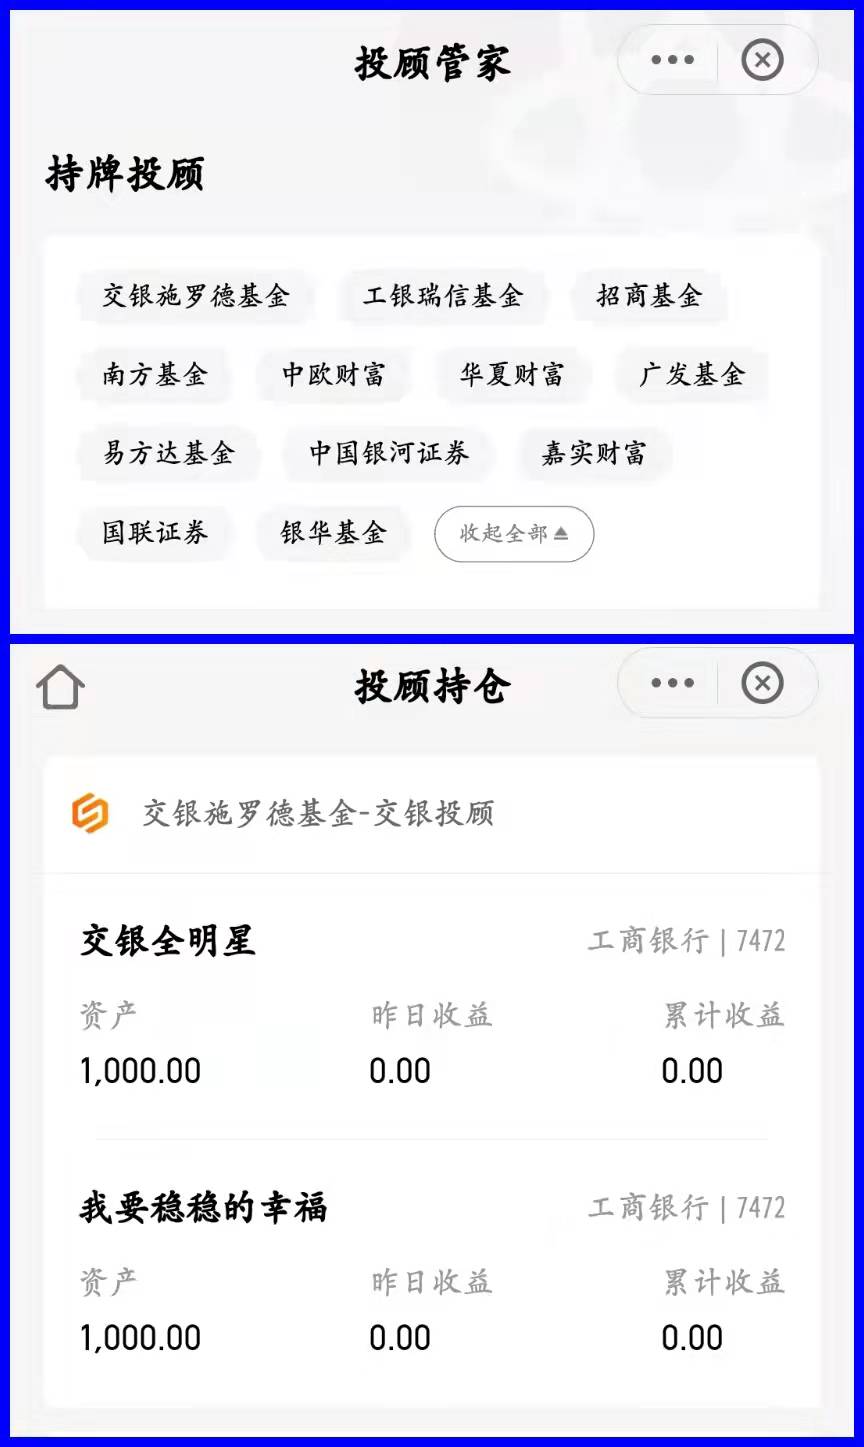 投顾管家
持牌投顾
交银施罗德基金 工银瑞信基金 招商基金
南方基金 中欧财富 华夏财富 广发基金
易方达基金 中国银河证券 嘉实财富
国联证券 银华基金 收起全部
投顾持仓
交银施罗德基金-交银投顾
交银全明星 工商银行 | 7472
资产 昨日收益 累计收益
1,000.00 0.00 0.00
我要稳稳的幸福 工商银行 | 7472
资产 昨日收益 累计收益
1,000.00 0.00 0.00